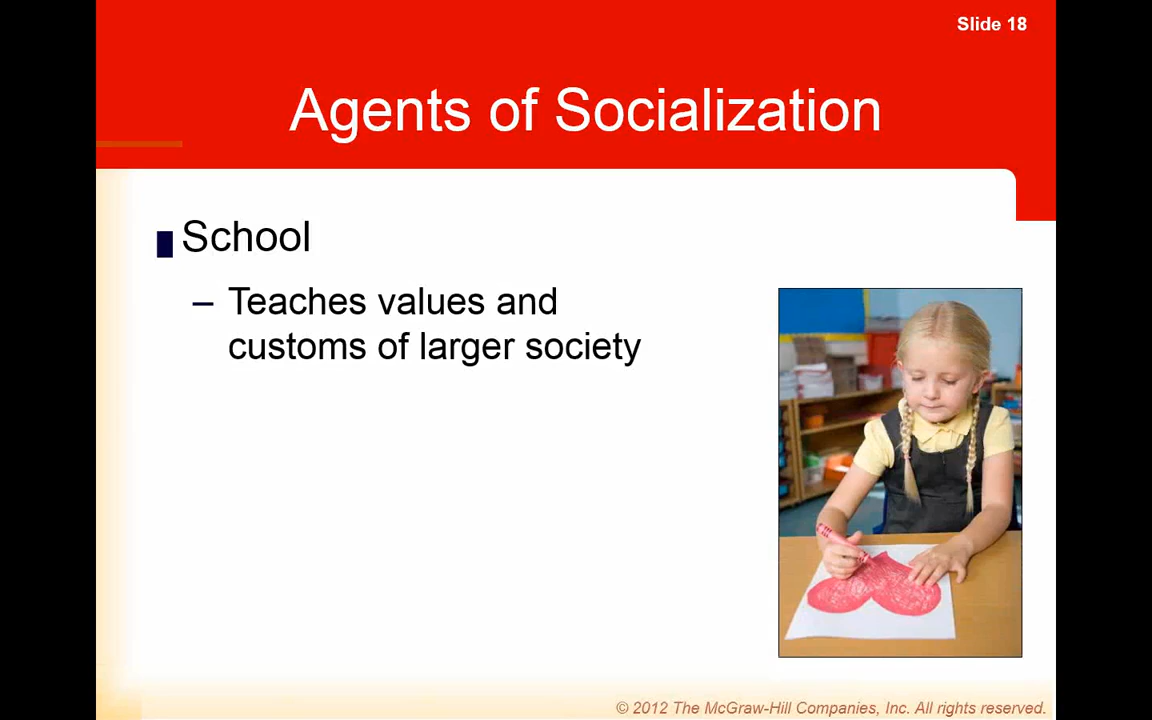 Slide 18
Agents of Socialization
School
– Teaches values and
customs of larger society
© 2012 The McGraw-Hill Companies, Inc. All rights reserved.